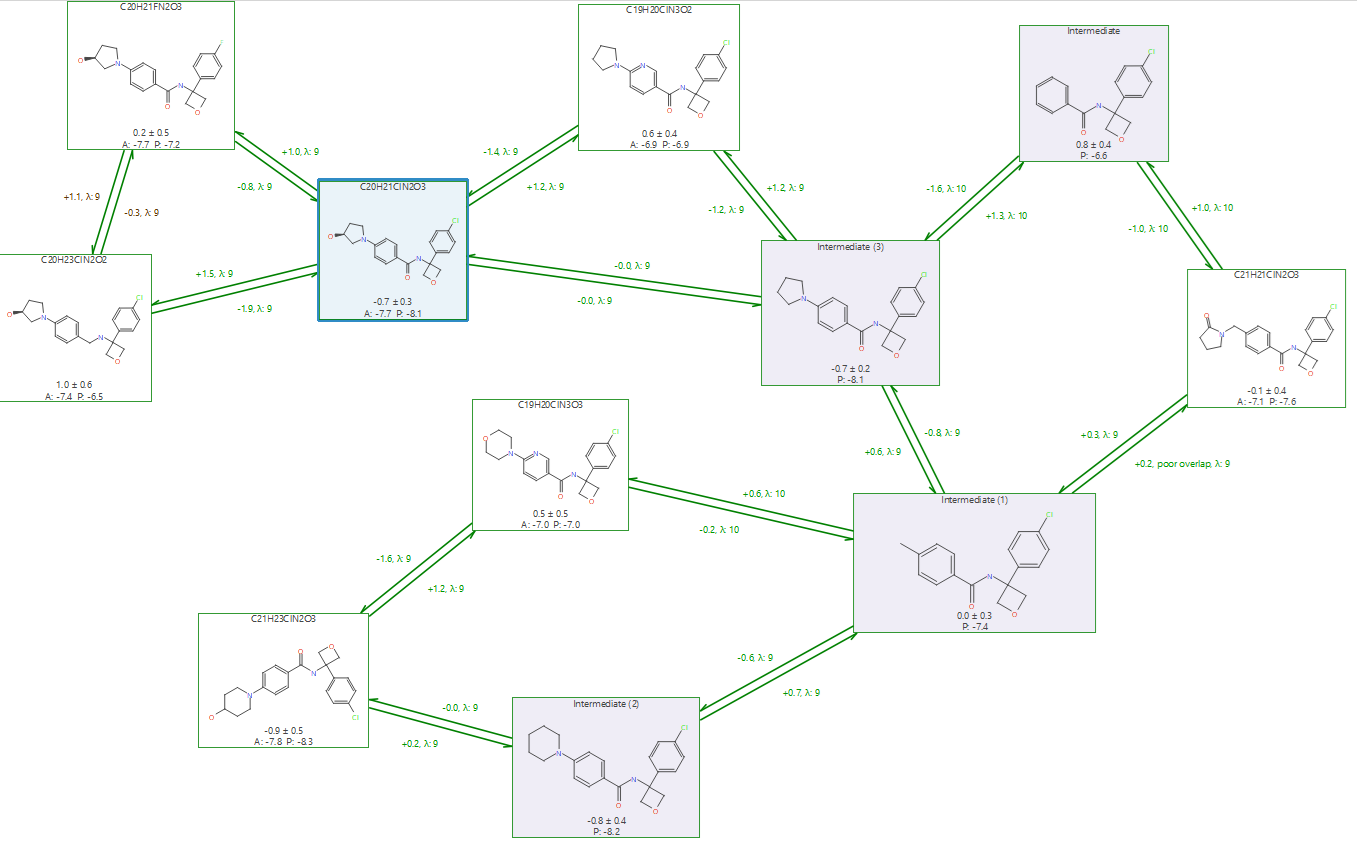 C20H21FN2O3
0.2 ± 0.5
A: -7.7 P: -7.2
C19H20ClN3O2
0.6 ± 0.4
A: -6.9 P: -6.9
Intermediate
0.8 ± 0.4
P: -6.6
+1.0, λ: 9
-0.8, λ: 9
-1.4, λ: 9
+1.2, λ: 9
+1.2, λ: 9
-1.2, λ: 9
-1.6, λ: 10
+1.3, λ: 10
+1.0, λ: 10
-1.0, λ: 10
+1.1, λ: 9
-0.3, λ: 9
C20H21ClN2O3
-0.7 ± 0.3
A: -7.7 P: -8.1
C20H23ClN2O2
1.0 ± 0.6
A: -7.4 P: -6.5
+1.5, λ: 9
-1.9, λ: 9
-0.0, λ: 9
-0.0, λ: 9
Intermediate (3)
-0.7 ± 0.2
P: -8.1
C21H21ClN2O3
-0.1 ± 0.4
A: -7.1 P: -7.6
-0.8, λ: 9
+0.6, λ: 9
+0.3, λ: 9
+0.2, poor overlap, λ: 9
C19H20ClN3O3
0.5 ± 0.5
A: -7.0 P: -7.0
+0.6, λ: 10
-0.2, λ: 10
Intermediate (1)
0.0 ± 0.3
P: -7.4
-1.6, λ: 9
+1.2, λ: 9
C21H23ClN2O3
-0.9 ± 0.5
A: -7.8 P: -8.3
-0.0, λ: 9
+0.2, λ: 9
-0.6, λ: 9
+0.7, λ: 9
Intermediate (2)
-0.8 ± 0.4
P: -8.2